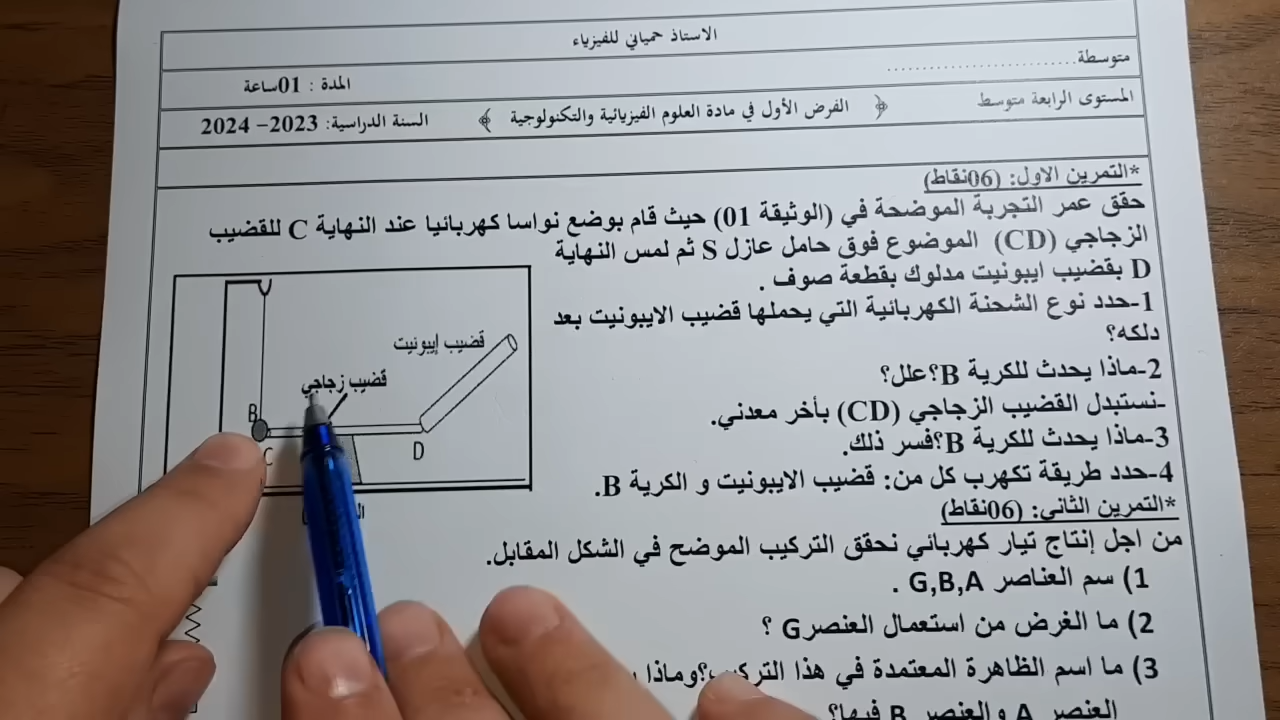 الاستاذ حمياني للفيزياء
متوسطة..........................
المدة : 01ساعة
المستوى الرابعة متوسط
الفرض الأول في مادة العلوم الفيزيائية والتكنولوجية
السنة الدراسية: 2023– 2024
*التمرين الاول: (06نقاط)
حقق عمر التجربة الموضحة في (الوثيقة 01) حيث قام بوضع نواسا كهربائيا عند النهاية C للقضيب
الزجاجي (CD) الموضوع فوق حامل عازل S ثم لمس النهاية
D بقضيب ايبونيت مدلوك بقطعة صوف .
1-حدد نوع الشحنة الكهربائية التي يحملها قضيب الايبونيت بعد
دلكه؟
2-ماذا يحدث للكرية B؟علل؟
-نستبدل القضيب الزجاجي (CD) بأخر معدني.
3-ماذا يحدث للكرية B؟فسر ذلك.
4-حدد طريقة تكهرب كل من: قضيب الايبونيت و الكرية B.
قضيب إيبونيت
قضيب زجاجي
B
C
D
*التمرين الثاني: (06نقاط)
من اجل إنتاج تيار كهربائي نحقق التركيب الموضح في الشكل المقابل.
1) سم العناصر G,B,A .
2) ما الغرض من استعمال العنصرG ؟
3) ما اسم الظاهرة المعتمدة في هذا التركيب؟وماذا
العنصر A والعنصر B فيها؟